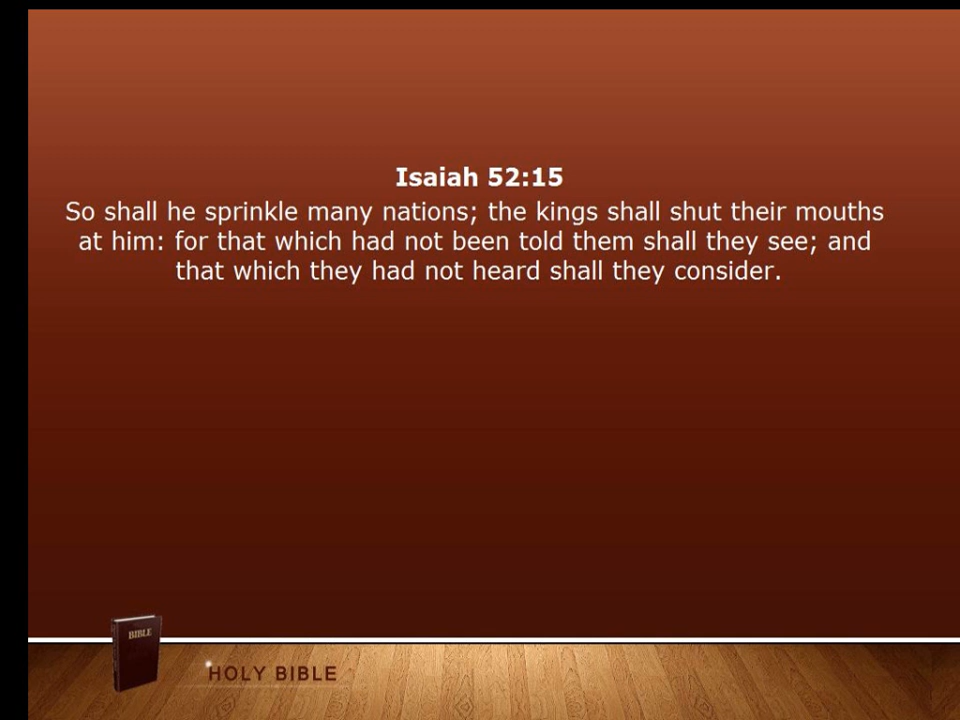 Isaiah 52:15
So shall he sprinkle many nations; the kings shall shut their mouths
at him: for that which had not been told them shall they see; and
that which they had not heard shall they consider.
BIBLE
HOLY BIBLE